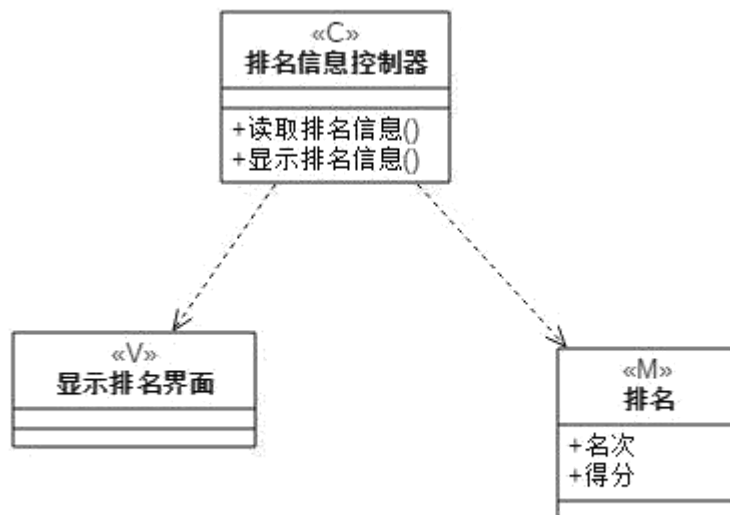 «C»
排名信息控制器
+读取排名信息()
+显示排名信息()
«V»
显示排名界面
«M»
排名
+名次
+得分